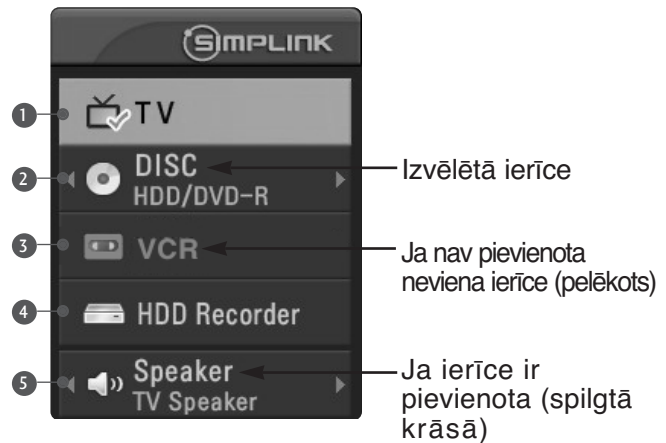 SIMPLINK
1 TV
2 DISC
HDD/DVD-R
Izvēlētā ierīce
3 VCR
Ja nav pievienota
neviena ierīce (pelēkots)
4 HDD Recorder
5 Speaker
TV Speaker
Ja ierīce ir
pievienota (spilgtā
krāsā)